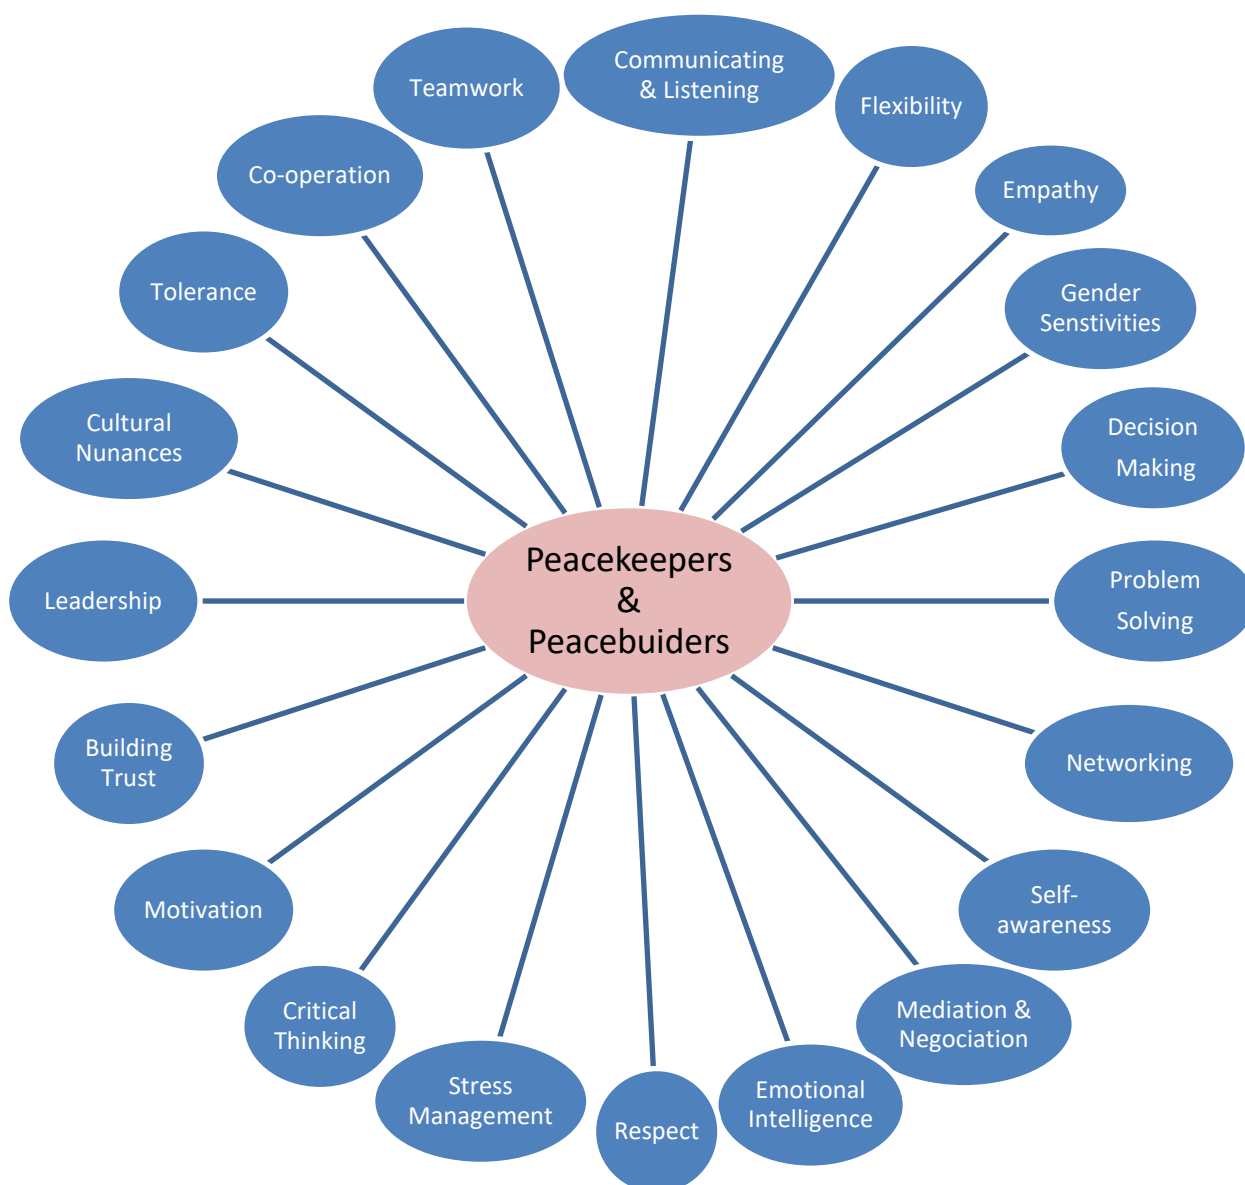 Communicating
& Listening
Flexibility
Empathy
Gender
Senstivities
Decision
Making
Problem
Solving
Networking
Self-
awareness
Mediation &
Negociation
Emotional
Intelligence
Respect
Stress
Management
Critical
Thinking
Motivation
Building
Trust
Leadership
Cultural
Nunances
Tolerance
Co-operation
Teamwork
Peacekeepers
&
Peacebuiders